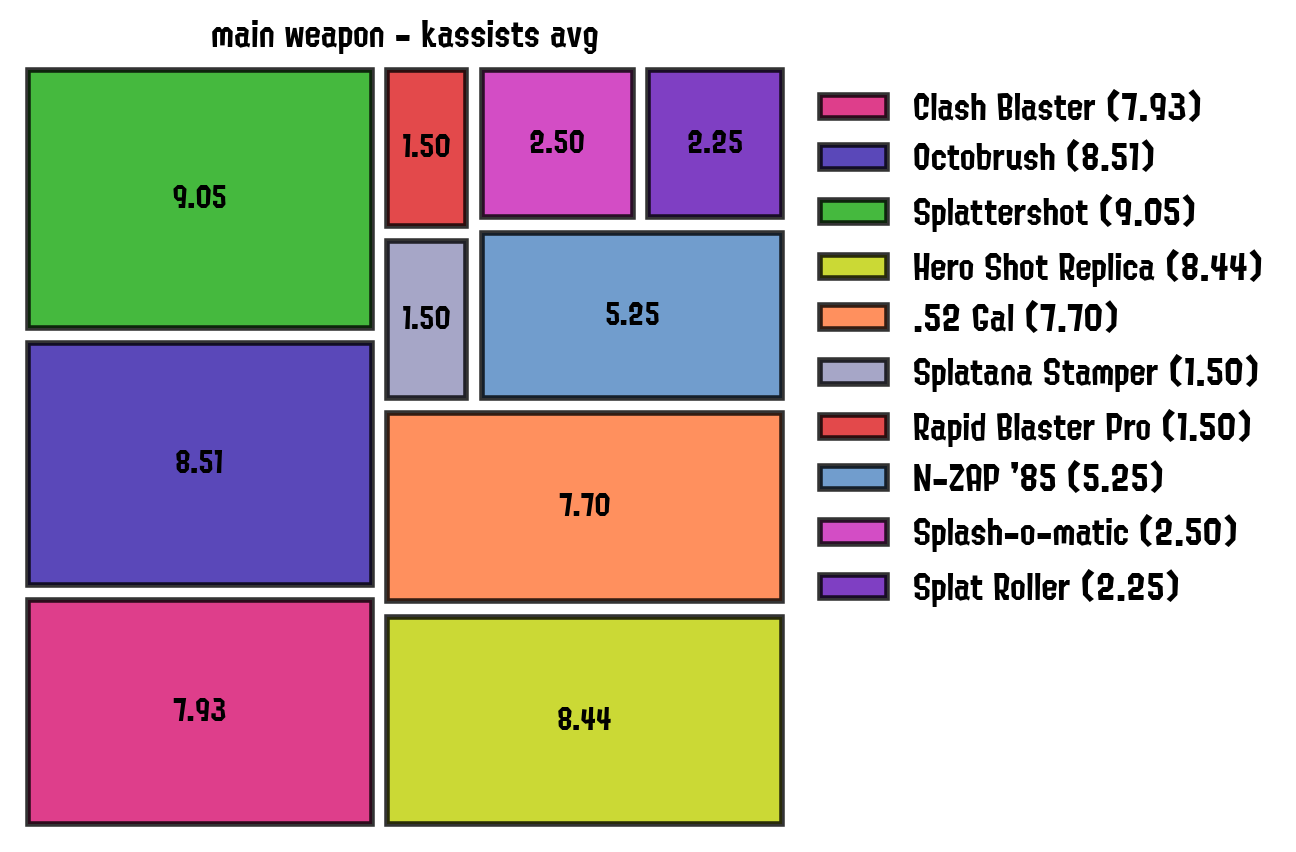 main weapon - kassists avg
9.05
1.50
2.50
2.25
1.50
5.25
8.51
7.70
7.93
8.44
Clash Blaster (7.93)
Octobrush (8.51)
Splattershot (9.05)
Hero Shot Replica (8.44)
.52 Gal (7.70)
Splatana Stamper (1.50)
Rapid Blaster Pro (1.50)
N-ZAP '85 (5.25)
Splash-o-matic (2.50)
Splat Roller (2.25)